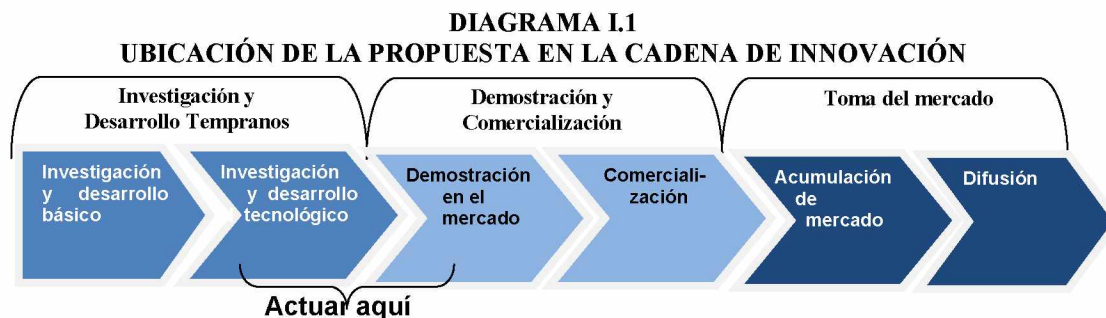 DIAGRAMA I.1
UBICACIÓN DE LA PROPUESTA EN LA CADENA DE INNOVACIÓN
Investigación y
Desarrollo Tempranos
Demostración y
Comercialización
Toma del mercado
Investigación
y desarrollo
básico
Investigación
y desarrollo
tecnológico
Demostración
en el
mercado
Comerciali-
zación
Acumulación
de
mercado
Difusión
Actuar aquí